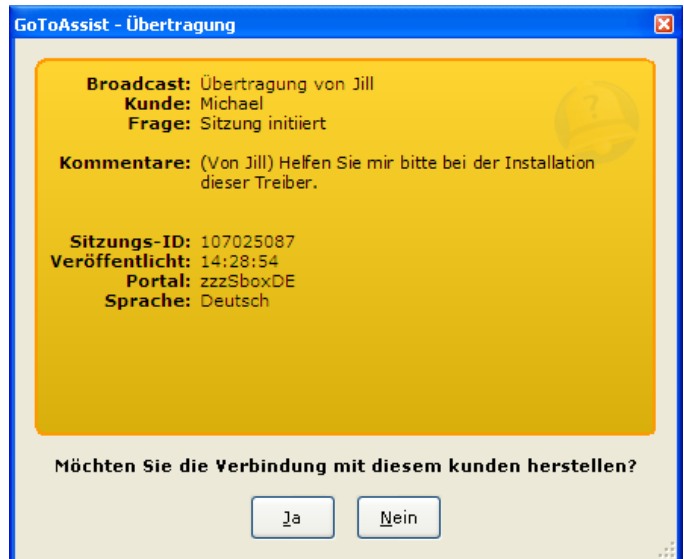 GoToAssist - Übertragung
Broadcast: Übertragung von Jill
Kunde: Michael
Frage: Sitzung initiiert
Kommentare: (Von Jill) Helfen Sie mir bitte bei der Installation
dieser Treiber.
Sitzungs-ID: 107025087
Veröffentlicht: 14:28:54
Portal: zzzSboxDE
Sprache: Deutsch
Möchten Sie die Verbindung mit diesem kunden herstellen?
Ja Nein